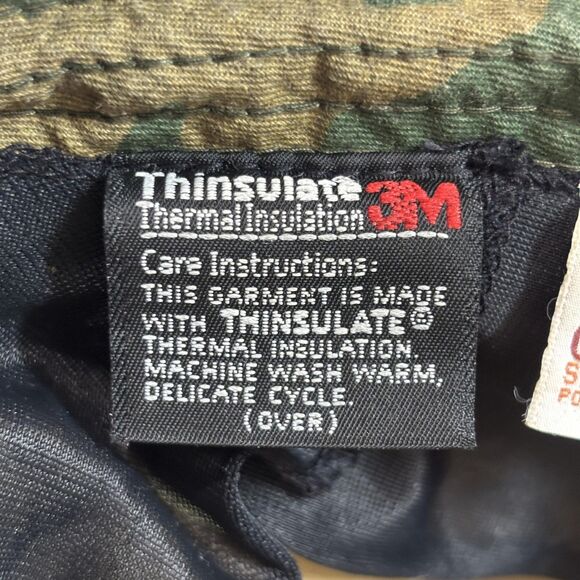 Thinsulate 3M
Thermal Insulation
Care Instructions:
THIS GARMENT IS MADE
WITH THINSULATE®
THERMAL INSULATION.
MACHINE WASH WARM,
DELICATE CYCLE.
(OVER)